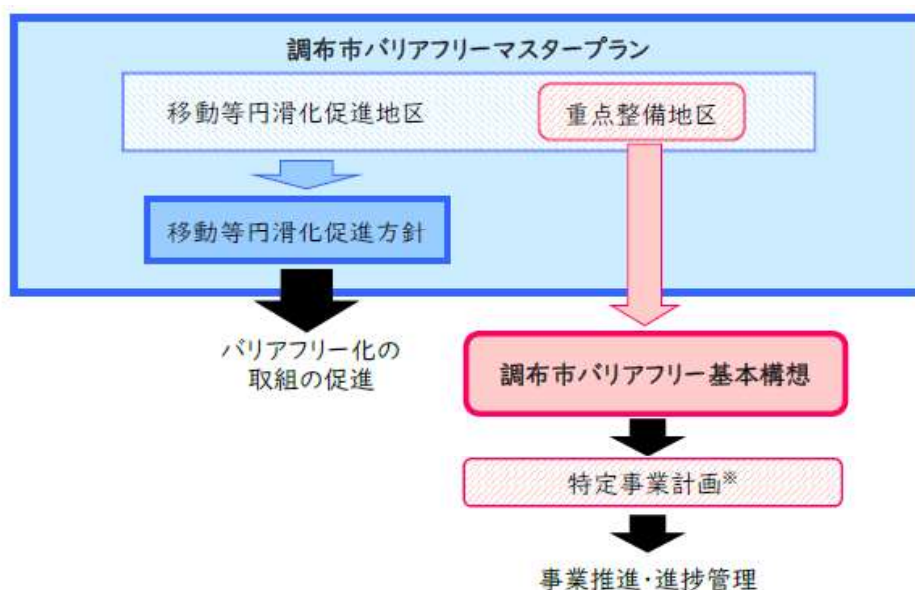 調布市バリアフリーマスタープラン
移動等円滑化促進地区
重点整備地区
移動等円滑化促進方針
バリアフリー化の
取組の促進
調布市バリアフリー基本構想
特定事業計画※
事業推進・進捗管理